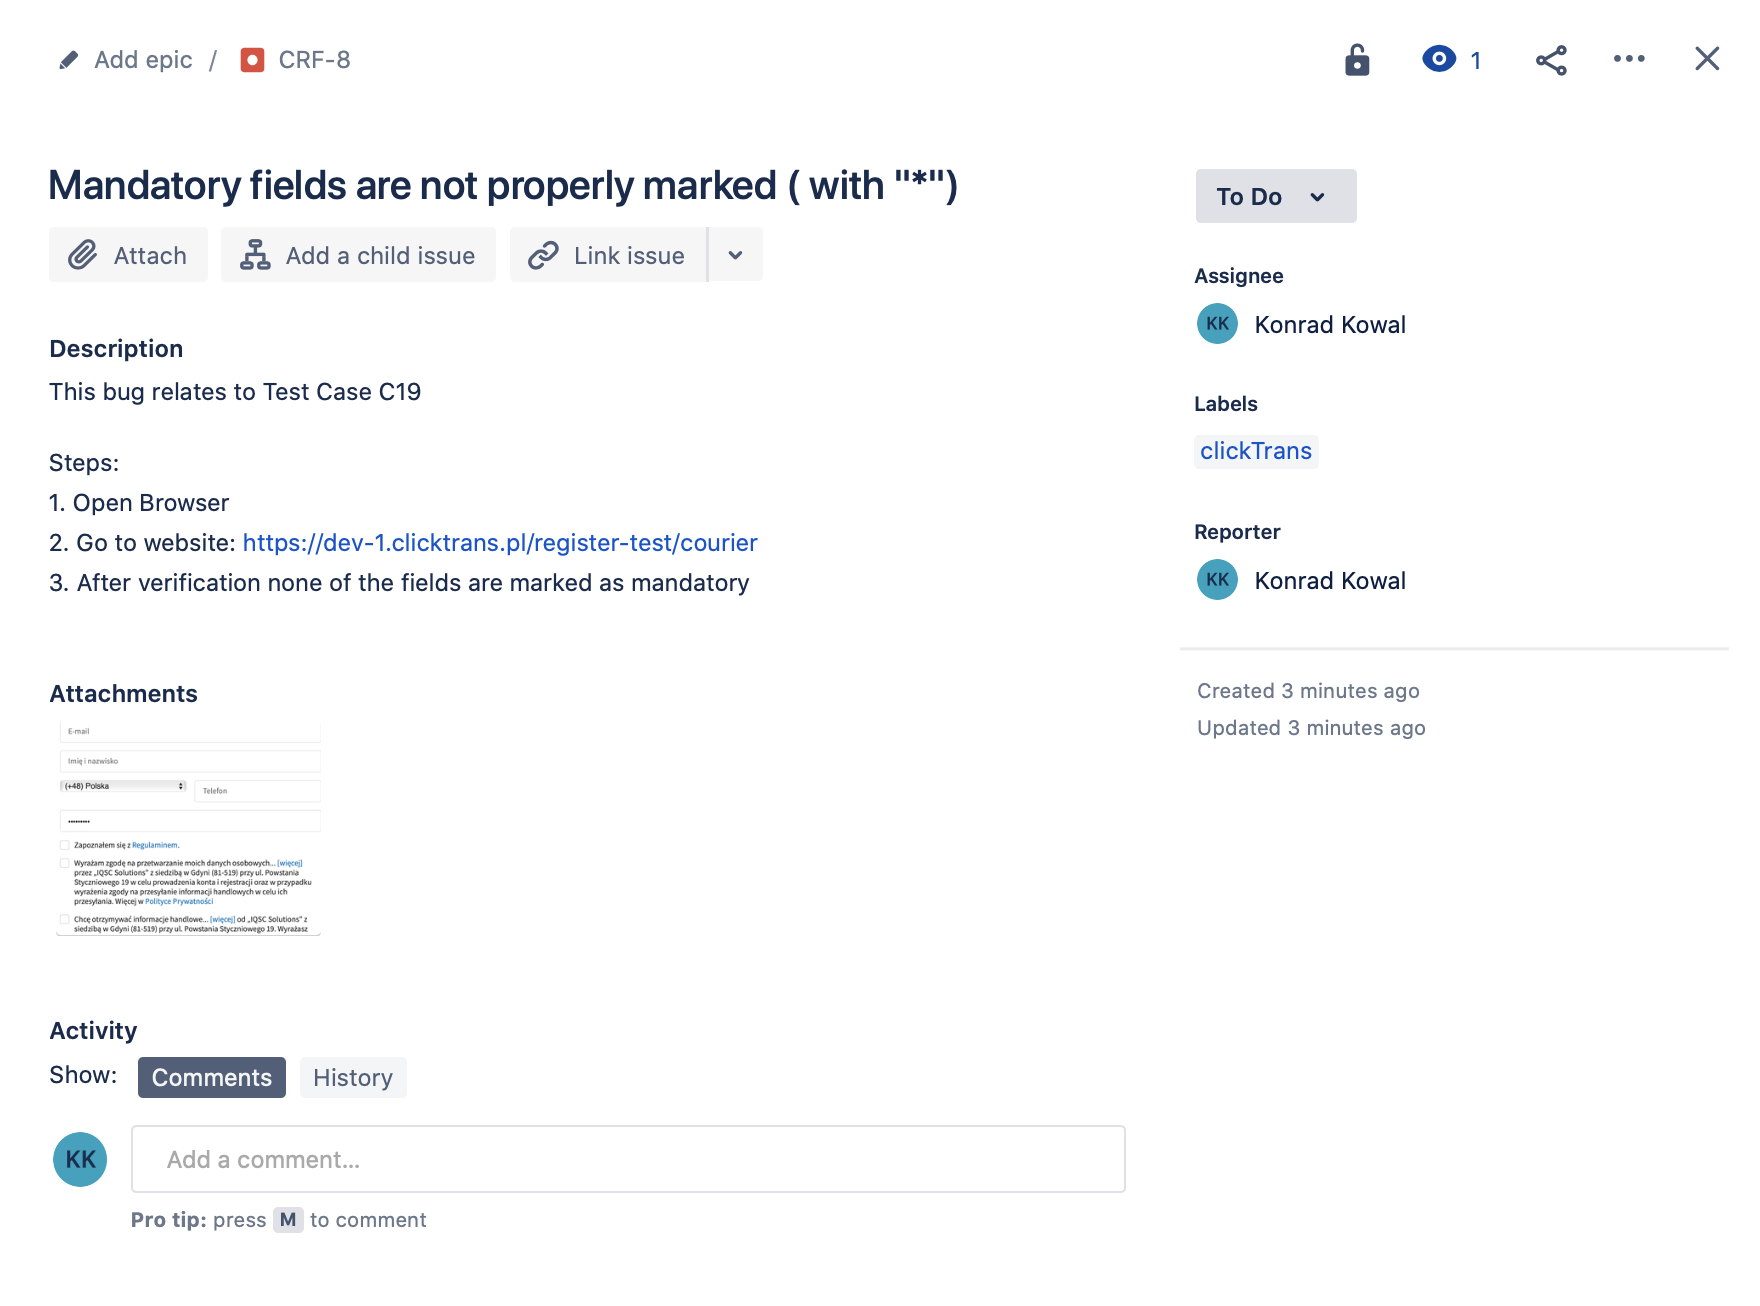 Add epic / CRF-8
1
Mandatory fields are not properly marked ( with "*")
Attach
Add a child issue
Link issue
Description
This bug relates to Test Case C19
Steps:
1. Open Browser
2. Go to website: https://dev-1.clicktrans.pl/register-test/courier
3. After verification none of the fields are marked as mandatory
Attachments
E-mail
Imię i nazwisko
(+48) Polska
Telefon
•••••••••
Zapoznałem się z Regulaminem.
Wyrażam zgodę na przetwarzanie moich danych osobowych... [więcej]
przez „IQSC Solutions" z siedzibą w Gdyni (81-519) przy ul. Powstania
Styczniowego 19 w celu prowadzenia konta i rejestracji oraz w przypadku
wyrażenia zgody na przesyłanie informacji handlowych w celu ich
przesyłania. Więcej w Polityce Prywatności
Chcę otrzymywać informacje handlowe... [więcej] od „IQSC Solutions" z
siedzibą w Gdyni (81-519) przy ul. Powstania Styczniowego 19. Wyrażasz
Activity
Show:
Comments
History
KK
Add a comment...
Pro tip: press M to comment
To Do
Assignee
KK
Konrad Kowal
Labels
clickTrans
Reporter
KK
Konrad Kowal
Created 3 minutes ago
Updated 3 minutes ago